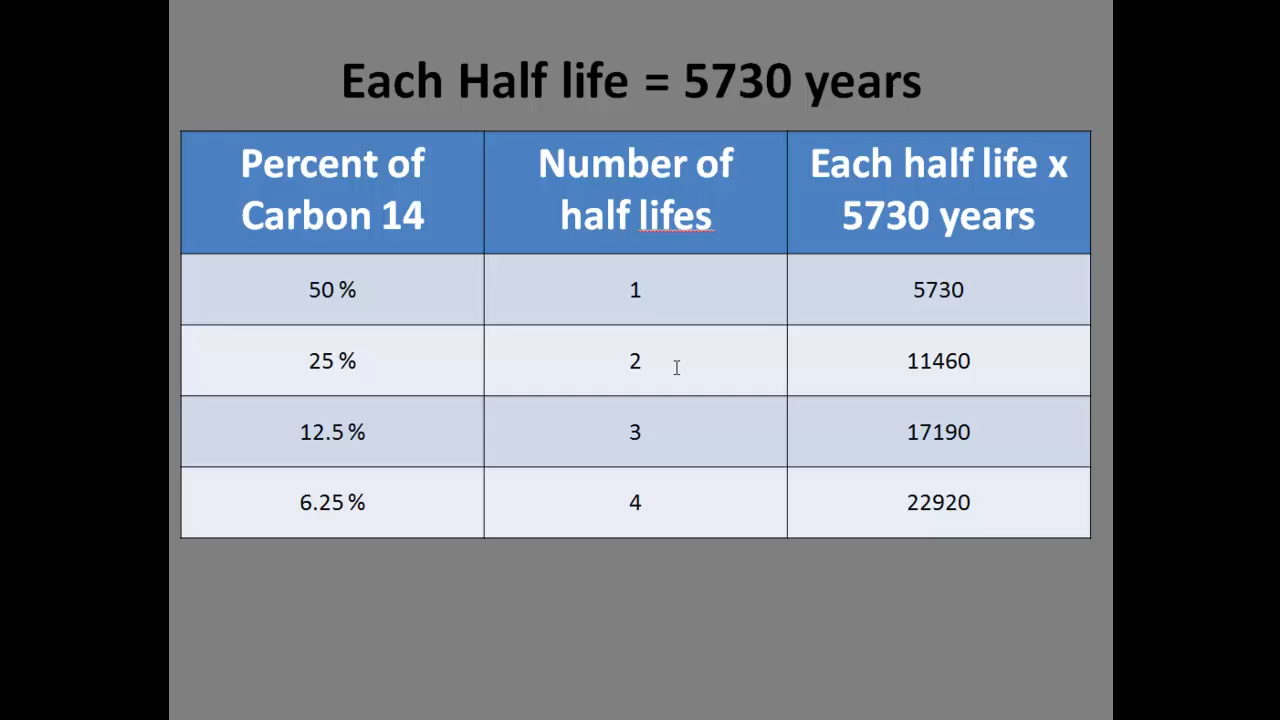 Each Half life = 5730 years
Percent of Carbon 14 Number of half lifes Each half life x 5730 years
50 % 1 5730
25 % 2 11460
12.5 % 3 17190
6.25 % 4 22920